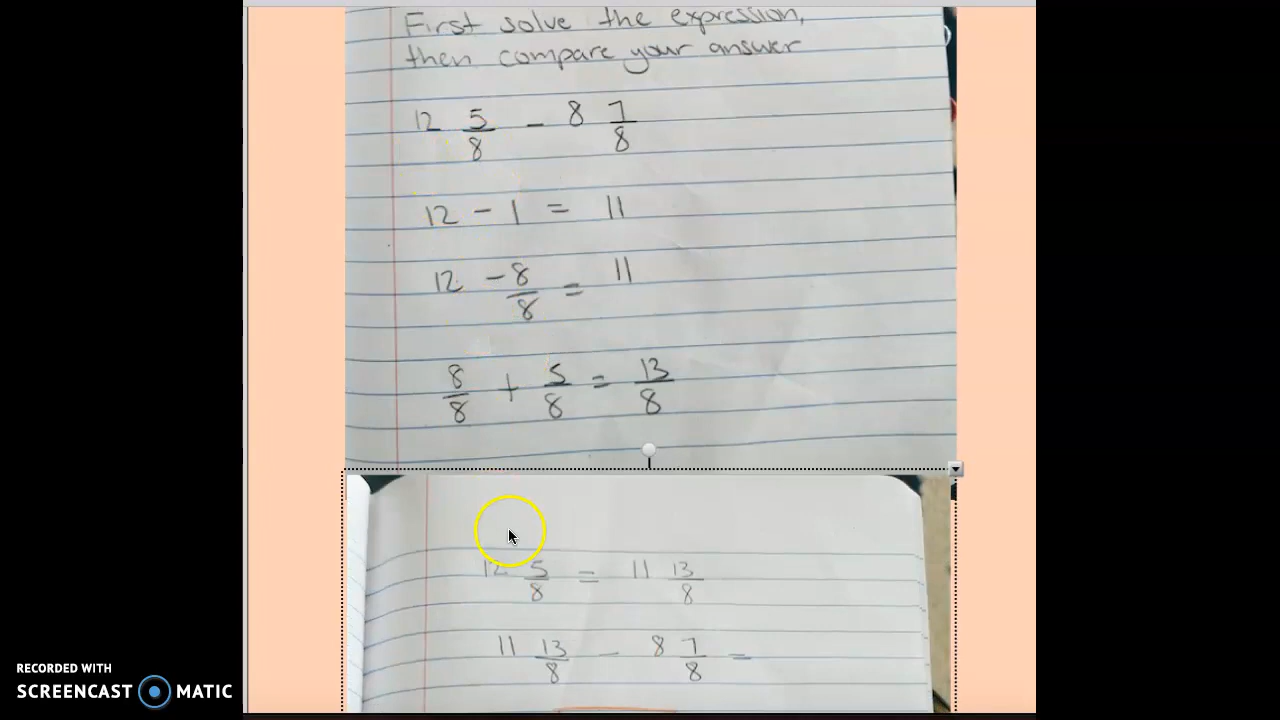 First solve the expression,
then compare your answer
12 5/8 - 8 7/8
12 - 1 = 11
12 - 8/8 = 11
8/8 + 5/8 = 13/8
12 5/8 = 11 13/8
11 13/8 - 8 7/8 =
RECORDED WITH
SCREENCAST MATIC